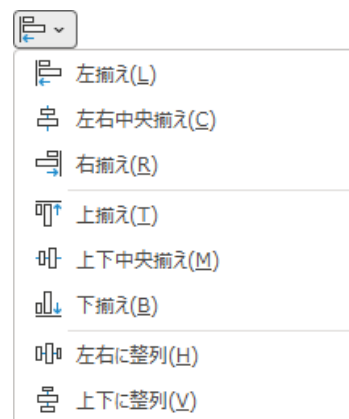 左揃え(L)
左右中央揃え(C)
右揃え(R)
上揃え(T)
上下中央揃え(M)
下揃え(B)
左右に整列(H)
上下に整列(V)